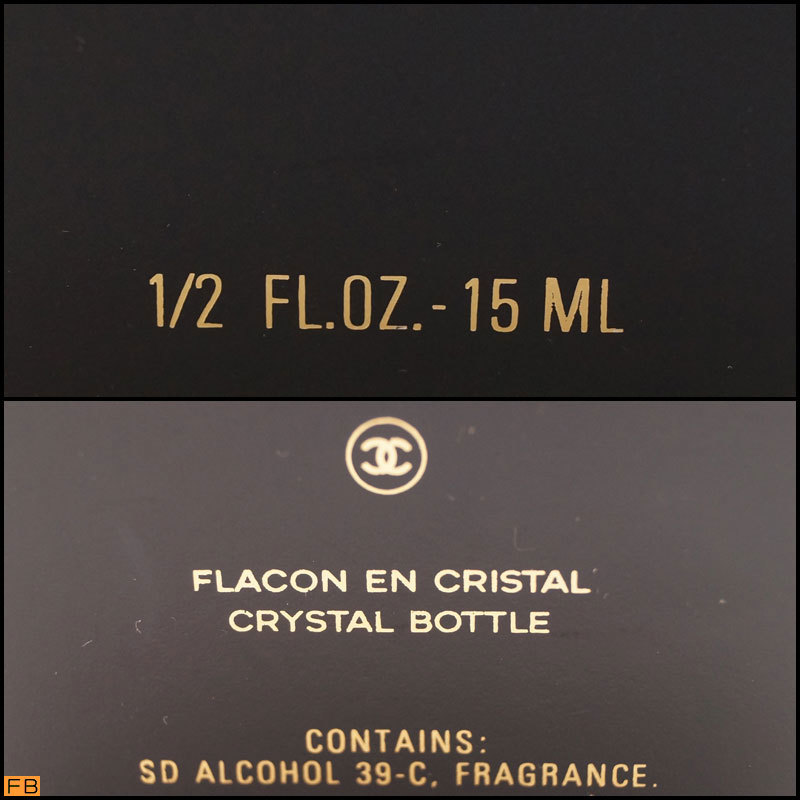 1/2 FL.OZ.-15 ML
FLACON EN CRISTAL
CRYSTAL BOTTLE
CONTAINS:
SD ALCOHOL 39-C, FRAGRANCE.
FB